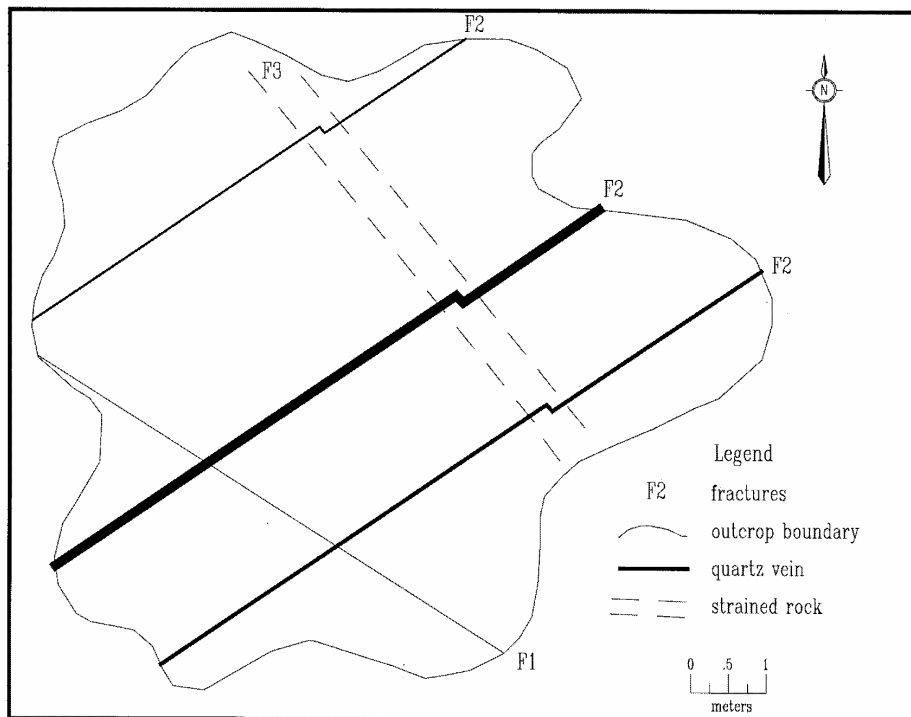 F2
F3
N
F2
F2
Legend
F2 fractures
outcrop boundary
quartz vein
strained rock
F1
0 .5 1
meters